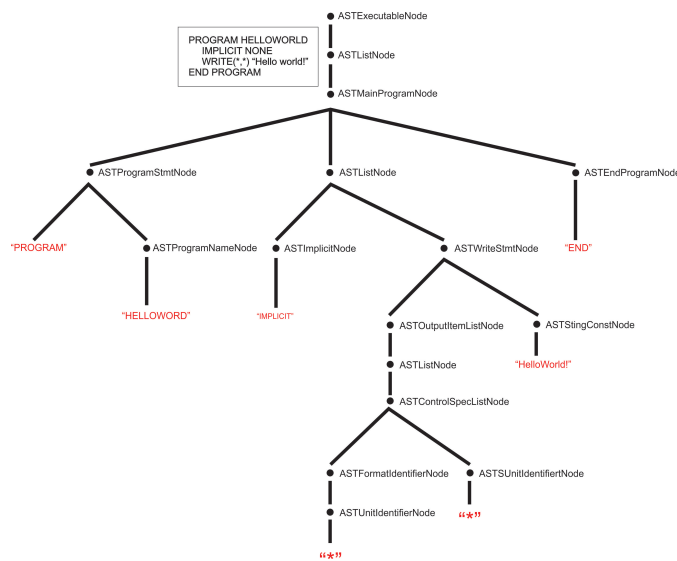 ASTExecutableNode
PROGRAM HELLOWORLD
IMPLICIT NONE
WRITE(*,*) “Hello world!”
END PROGRAM
ASTListNode
ASTMainProgramNode
ASTProgramStmtNode
ASTListNode
ASTEndProgramNode
“PROGRAM”
ASTProgramNameNode
ASTImplicitNode
ASTWriteStmtNode
“END”
“HELLOWORD”
“IMPLICIT”
ASTOutputItemListNode
ASTStingConstNode
ASTListNode
“HelloWorld!”
ASTControlSpecListNode
ASTFormatIdentifierNode
ASTSUnitIdentifiertNode
ASTUnitIdentifierNode
“*”
“*”